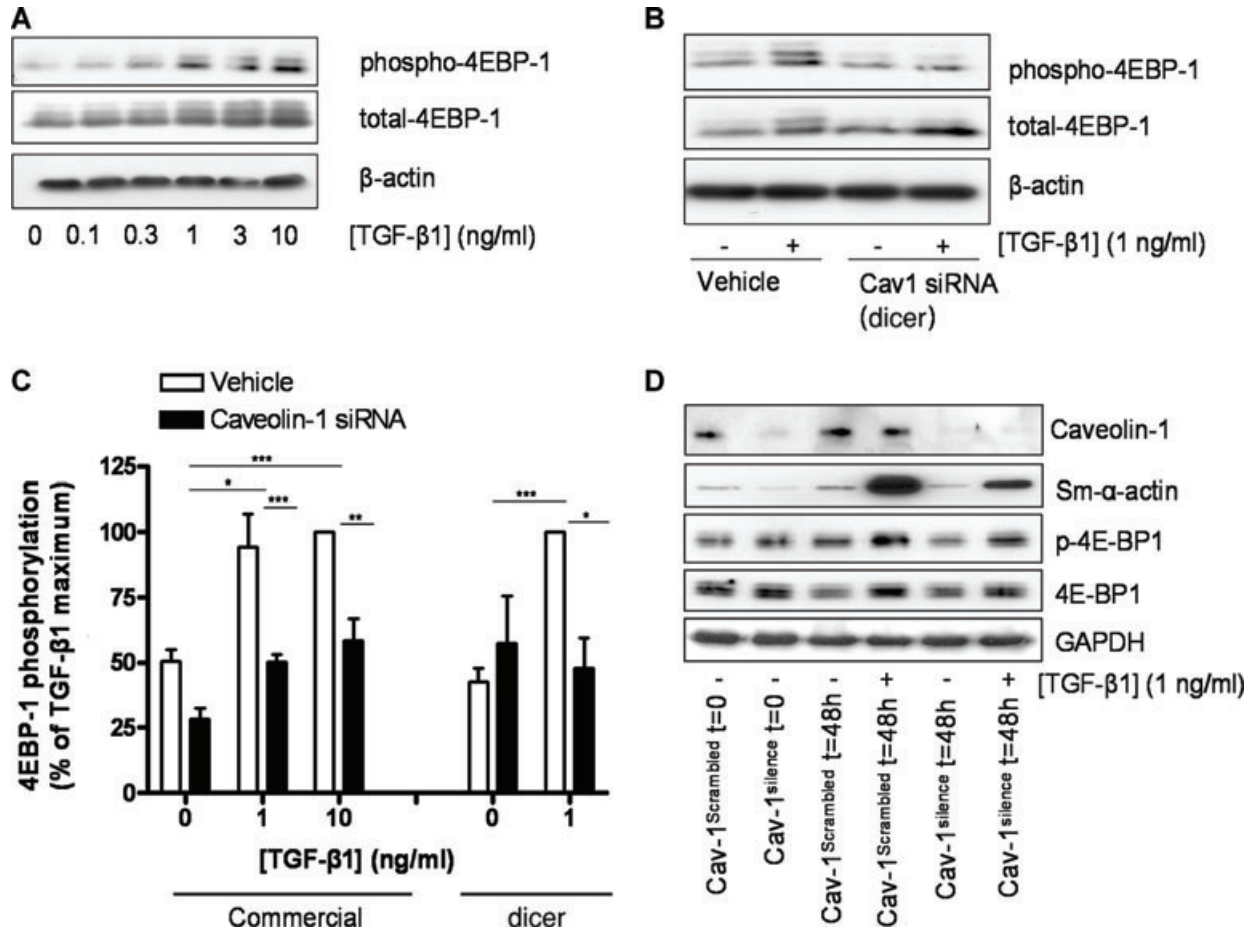 A
phospho-4EBP-1
total-4EBP-1
β-actin
0 0.1 0.3 1 3 10 [TGF-β1] (ng/ml)
B
phospho-4EBP-1
total-4EBP-1
β-actin
- + - + [TGF-β1] (1 ng/ml)
Vehicle Cav1 siRNA
(dicer)
C
Vehicle
Caveolin-1 siRNA
4EBP-1 phosphorylation
(% of TGF-β1 maximum)
125
100
75
50
25
0
***
* ***
**
***
*
0 1 10 0 1
[TGF-β1] (ng/ml)
Commercial dicer
D
Caveolin-1
Sm-α-actin
p-4E-BP1
4E-BP1
GAPDH
- - - + - + [TGF-β1] (1 ng/ml)
Cav-1Scrambled t=0
Cav-1silence t=0
Cav-1Scrambled t=48h
Cav-1Scrambled t=48h
Cav-1silence t=48h
Cav-1silence t=48h